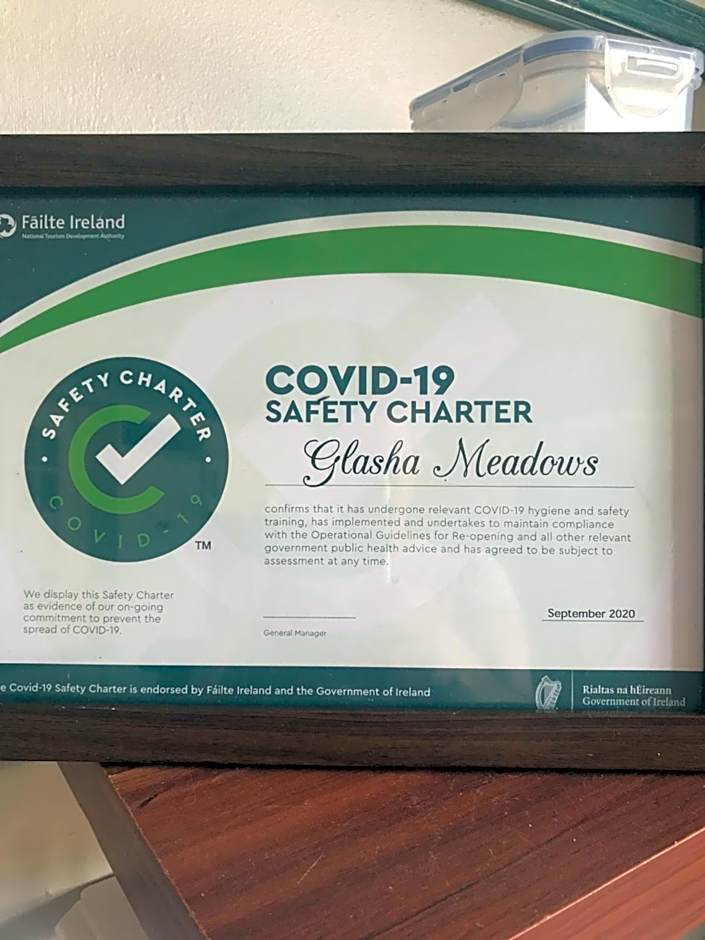 Fáilte Ireland
National Tourism Development Authority
SAFETY CHARTER
COVID-19
TM
COVID-19
SAFETY CHARTER
Glasha Meadows
confirms that it has undergone relevant COVID-19 hygiene and safety
training, has implemented and undertakes to maintain compliance
with the Operational Guidelines for Re-opening and all other relevant
government public health advice and has agreed to be subject to
assessment at any time.
We display this Safety Charter
as evidence of our on-going
commitment to prevent the
spread of COVID-19.
General Manager
September 2020
e Covid-19 Safety Charter is endorsed by Fáilte Ireland and the Government of Ireland
Rialtas na hÉireann
Government of Ireland